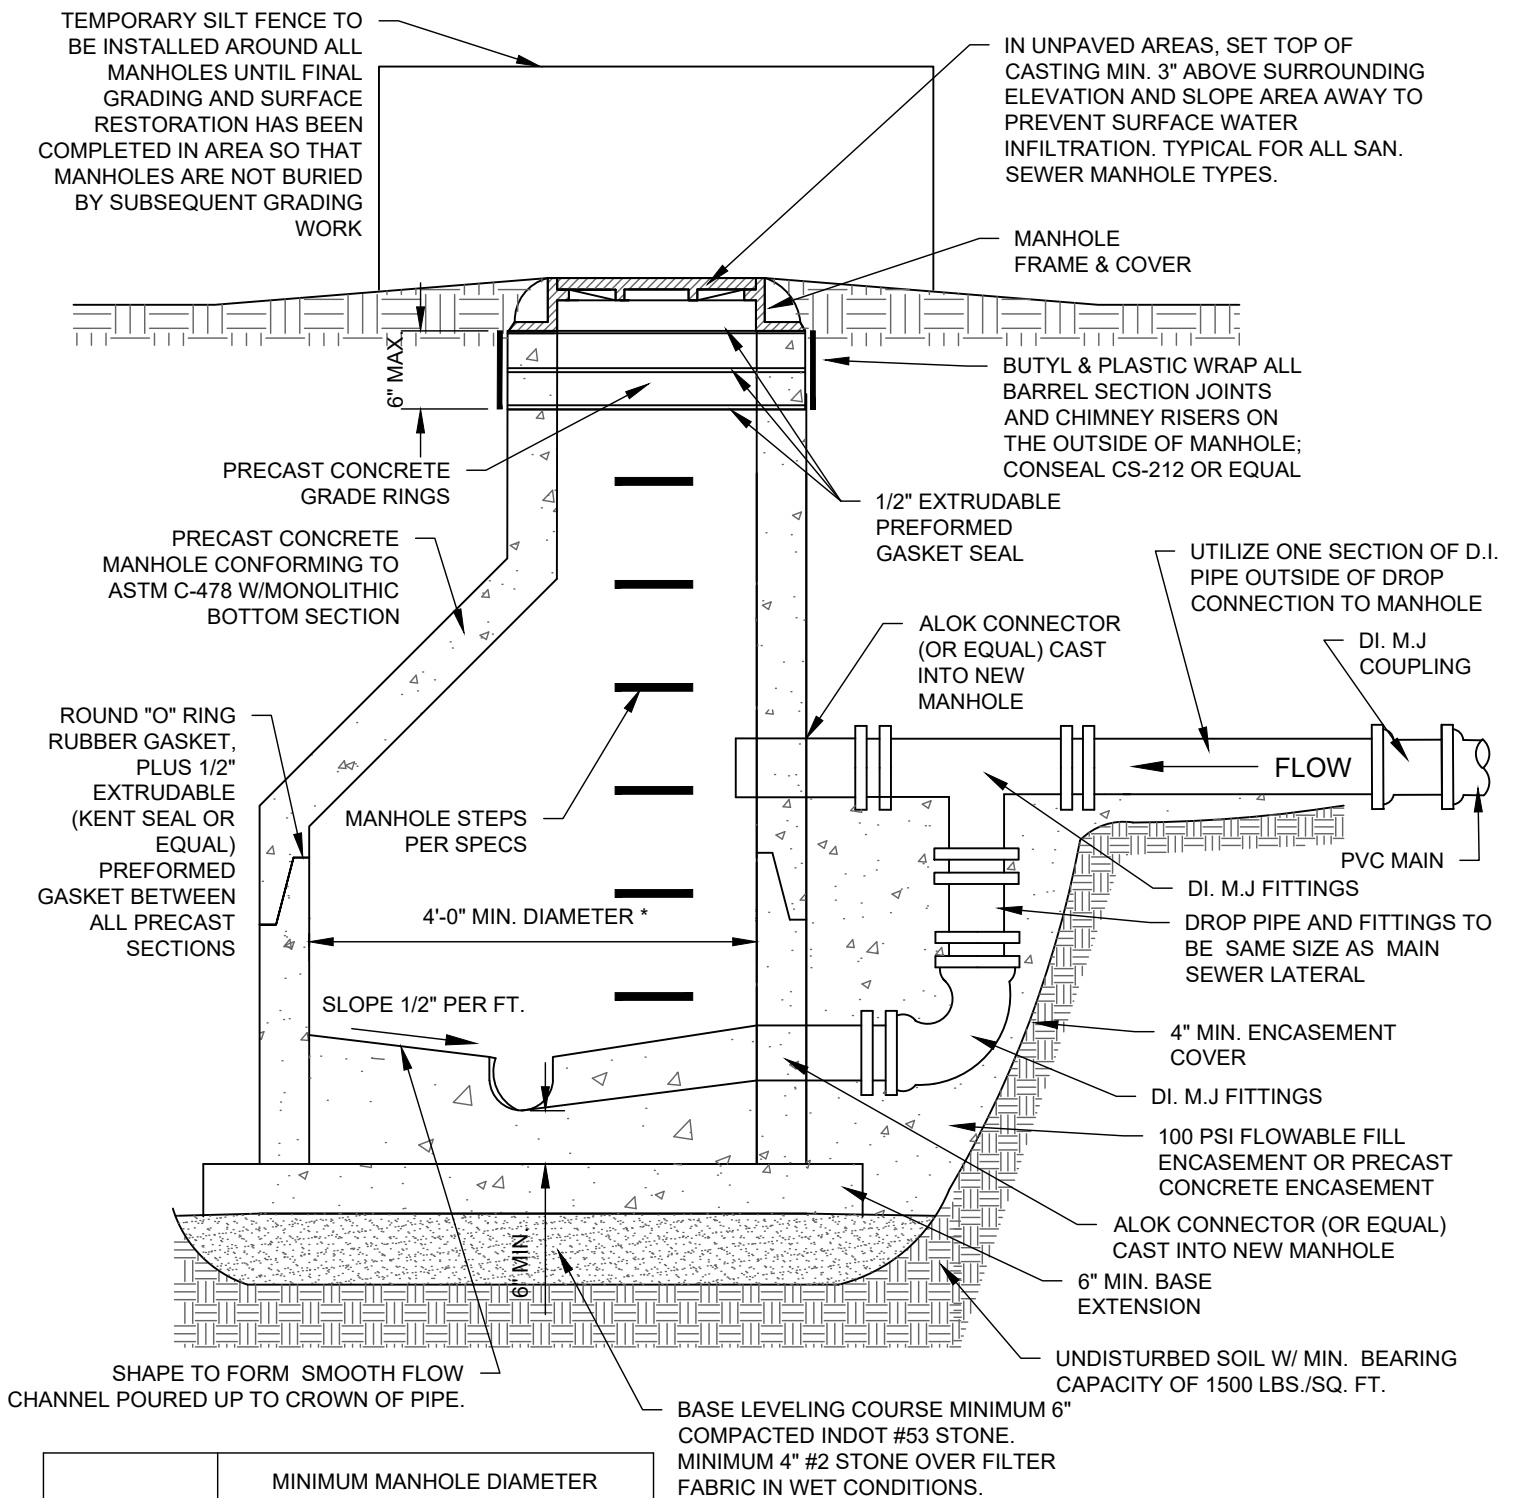 TEMPORARY SILT FENCE TO
BE INSTALLED AROUND ALL
MANHOLES UNTIL FINAL
GRADING AND SURFACE
RESTORATION HAS BEEN
COMPLETED IN AREA SO THAT
MANHOLES ARE NOT BURIED
BY SUBSEQUENT GRADING
WORK
IN UNPAVED AREAS, SET TOP OF
CASTING MIN. 3" ABOVE SURROUNDING
ELEVATION AND SLOPE AREA AWAY TO
PREVENT SURFACE WATER
INFILTRATION. TYPICAL FOR ALL SAN.
SEWER MANHOLE TYPES.
MANHOLE
FRAME & COVER
6" MAX.
BUTYL & PLASTIC WRAP ALL
BARREL SECTION JOINTS
AND CHIMNEY RISERS ON
THE OUTSIDE OF MANHOLE;
CONSEAL CS-212 OR EQUAL
PRECAST CONCRETE
GRADE RINGS
1/2" EXTRUDABLE
PREFORMED
GASKET SEAL
PRECAST CONCRETE
MANHOLE CONFORMING TO
ASTM C-478 W/MONOLITHIC
BOTTOM SECTION
UTILIZE ONE SECTION OF D.I.
PIPE OUTSIDE OF DROP
CONNECTION TO MANHOLE
ALOK CONNECTOR
(OR EQUAL) CAST
INTO NEW
MANHOLE
DI. M.J
COUPLING
ROUND "O" RING
RUBBER GASKET,
PLUS 1/2"
EXTRUDABLE
(KENT SEAL OR
EQUAL)
PREFORMED
GASKET BETWEEN
ALL PRECAST
SECTIONS
FLOW
MANHOLE STEPS
PER SPECS
PVC MAIN
DI. M.J FITTINGS
4'-0" MIN. DIAMETER *
DROP PIPE AND FITTINGS TO
BE SAME SIZE AS MAIN
SEWER LATERAL
SLOPE 1/2" PER FT.
4" MIN. ENCASEMENT
COVER
DI. M.J FITTINGS
100 PSI FLOWABLE FILL
ENCASEMENT OR PRECAST
CONCRETE ENCASEMENT
ALOK CONNECTOR (OR EQUAL)
CAST INTO NEW MANHOLE
6" MIN.
6" MIN. BASE
EXTENSION
UNDISTURBED SOIL W/ MIN. BEARING
CAPACITY OF 1500 LBS./SQ. FT.
SHAPE TO FORM SMOOTH FLOW
CHANNEL POURED UP TO CROWN OF PIPE.
BASE LEVELING COURSE MINIMUM 6"
COMPACTED INDOT #53 STONE.
MINIMUM 4" #2 STONE OVER FILTER
FABRIC IN WET CONDITIONS.
MINIMUM MANHOLE DIAMETER